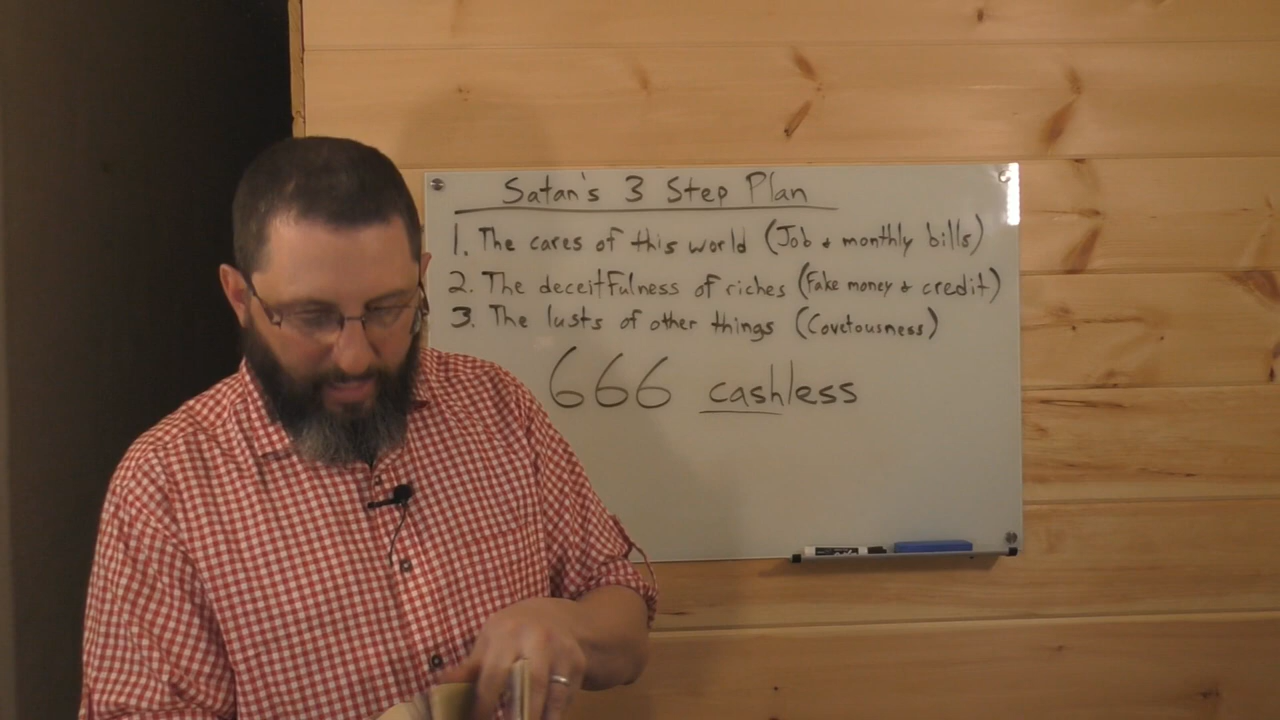 Satan's 3 Step Plan
1. The cares of this world (Job & monthly bills)
2. The deceitfulness of riches (Fake money & credit)
3. The lusts of other things (Covetousness)
666 cashless